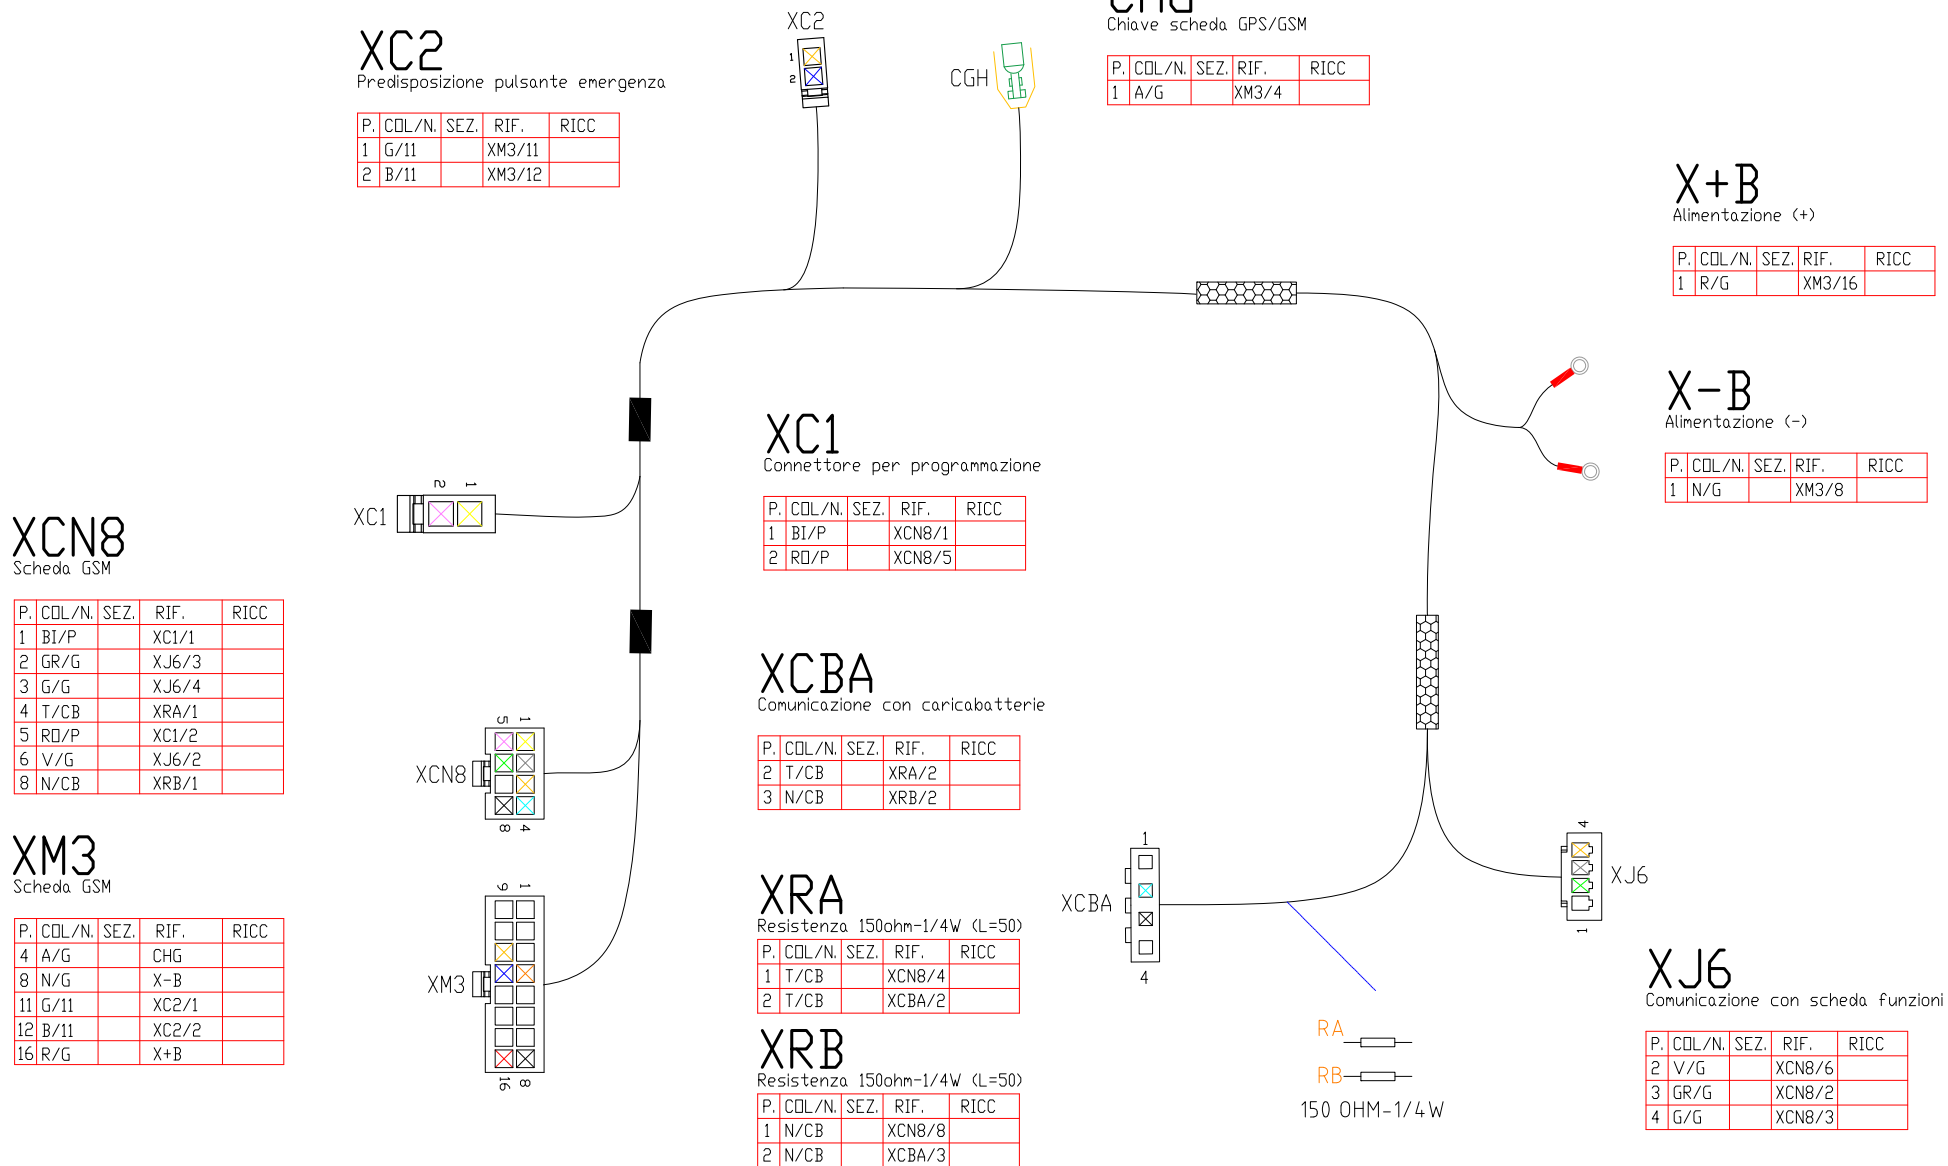 XC2
Predisposizione pulsante emergenza
P. COL/N. SEZ. RIF. RICC
1 G/11 XM3/11
2 B/11 XM3/12
XC2
1
2
CGH
Chiave scheda GPS/GSM
P. COL/N. SEZ. RIF. RICC
1 A/G XM3/4
X+B
Alimentazione (+)
P. COL/N. SEZ. RIF. RICC
1 R/G XM3/16
X-B
Alimentazione (-)
P. COL/N. SEZ. RIF. RICC
1 N/G XM3/8
XC1
Connettore per programmazione
P. COL/N. SEZ. RIF. RICC
1 BI/P XCN8/1
2 RO/P XCN8/5
2 1
XC1
XCN8
Scheda GSM
P. COL/N. SEZ. RIF. RICC
1 BI/P XC1/1
2 GR/G XJ6/3
3 G/G XJ6/4
4 T/CB XRA/1
5 RO/P XC1/2
6 V/G XJ6/2
8 N/CB XRB/1
5 1
XCN8
8 4
XM3
Scheda GSM
P. COL/N. SEZ. RIF. RICC
4 A/G CHG
8 N/G X-B
11 G/11 XC2/1
12 B/11 XC2/2
16 R/G X+B
9 1
XM3
16 8
XCBA
Comunicazione con caricabatterie
P. COL/N. SEZ. RIF. RICC
2 T/CB XRA/2
3 N/CB XRB/2
XRA
Resistenza 150ohm-1/4W (L=50)
P. COL/N. SEZ. RIF. RICC
1 T/CB XCN8/4
2 T/CB XCBA/2
XRB
Resistenza 150ohm-1/4W (L=50)
P. COL/N. SEZ. RIF. RICC
1 N/CB XCN8/8
2 N/CB XCBA/3
1
XCBA
4
RA
RB
150 OHM-1/4W
4
XJ6
1
XJ6
Comunicazione con scheda funzioni
P. COL/N. SEZ. RIF. RICC
2 V/G XCN8/6
3 GR/G XCN8/2
4 G/G XCN8/3